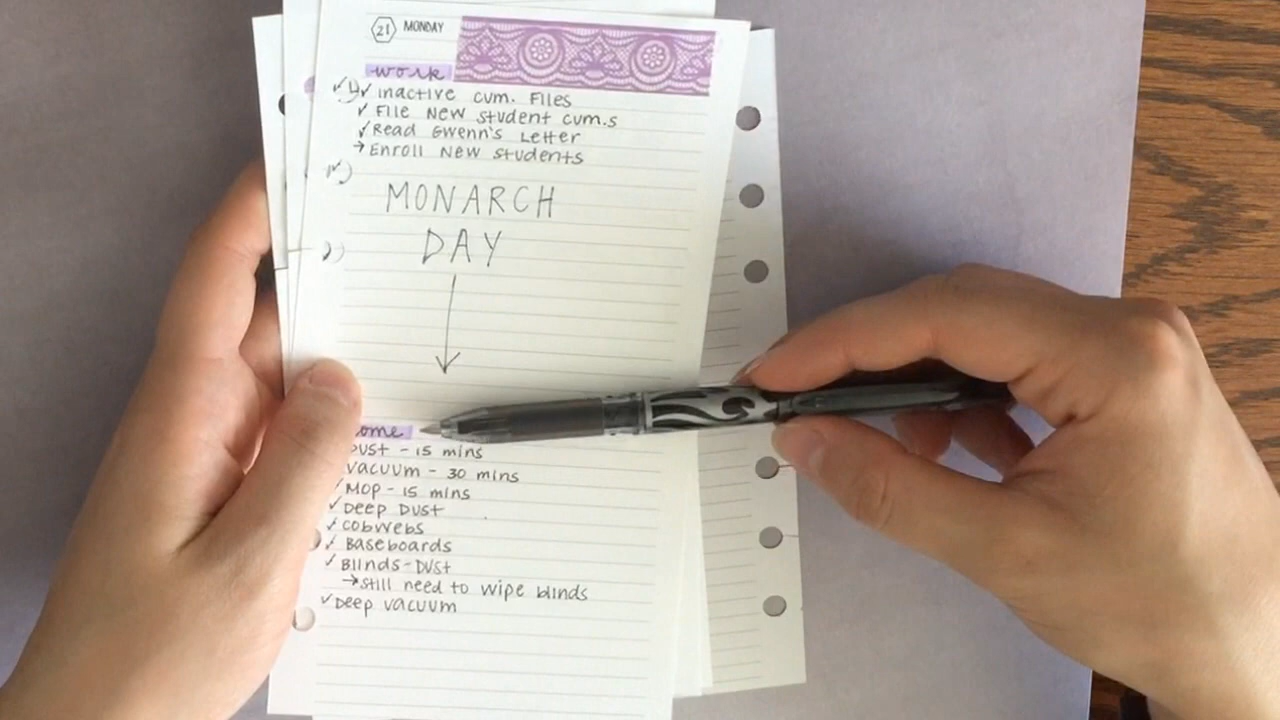 21 MONDAY
work
✓ Inactive cum. Files
✓ File New Student cum.s
✓ Read Gwenn's Letter
→ Enroll New Students
MONARCH
DAY
ome
Dust - 15 mins
Vacuum - 30 mins
✓ Mop - 15 mins
✓ Deep Dust
✓ Cobwebs
✓ Baseboards
✓ Blinds - Dust
→ Still need to wipe blinds
✓ Deep vacuum